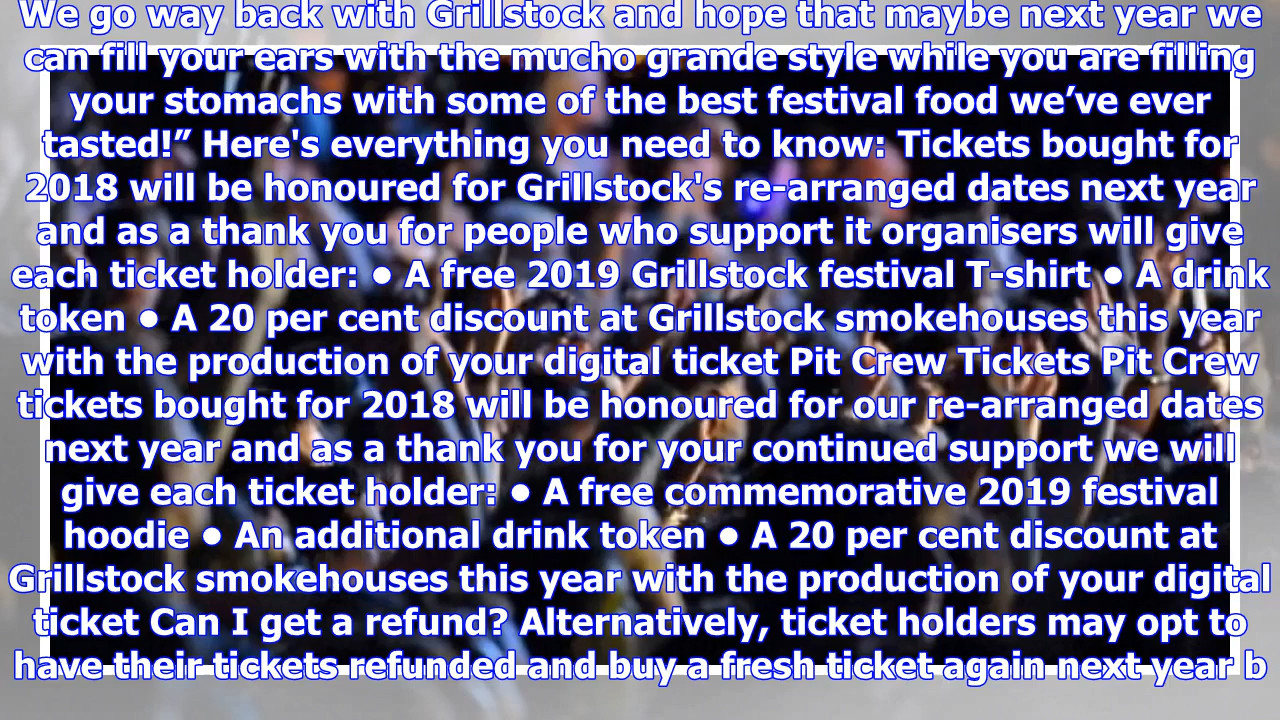 We go way back with Grillstock and hope that maybe next year we
can fill your ears with the mucho grande style while you are filling
your stomachs with some of the best festival food we’ve ever
tasted!” Here's everything you need to know: Tickets bought for
2018 will be honoured for Grillstock's re-arranged dates next year
and as a thank you for people who support it organisers will give
each ticket holder: • A free 2019 Grillstock festival T-shirt • A drink
token • A 20 per cent discount at Grillstock smokehouses this year
with the production of your digital ticket Pit Crew Tickets Pit Crew
tickets bought for 2018 will be honoured for our re-arranged dates
next year and as a thank you for your continued support we will
give each ticket holder: • A free commemorative 2019 festival
hoodie • An additional drink token • A 20 per cent discount at
Grillstock smokehouses this year with the production of your digital
ticket Can I get a refund? Alternatively, ticket holders may opt to
have their tickets refunded and buy a fresh ticket again next year b